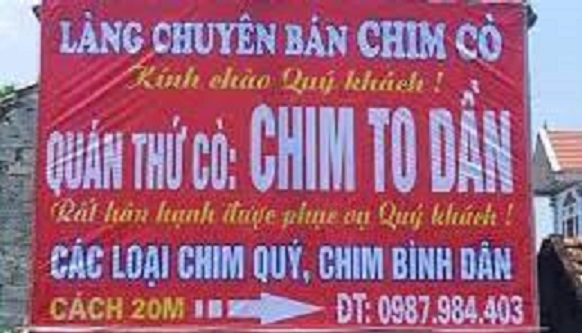 LÀNG CHUYÊN BÁN CHIM CÒ
Kính chào Quý khách !
QUÁN THỨ CÒ: CHIM TO DẦN
Rất hân hạnh được phục vụ Quý khách !
CÁC LOẠI CHIM QUÝ, CHIM BÌNH DÂN
CÁCH 20M ĐT: 0987.984.403